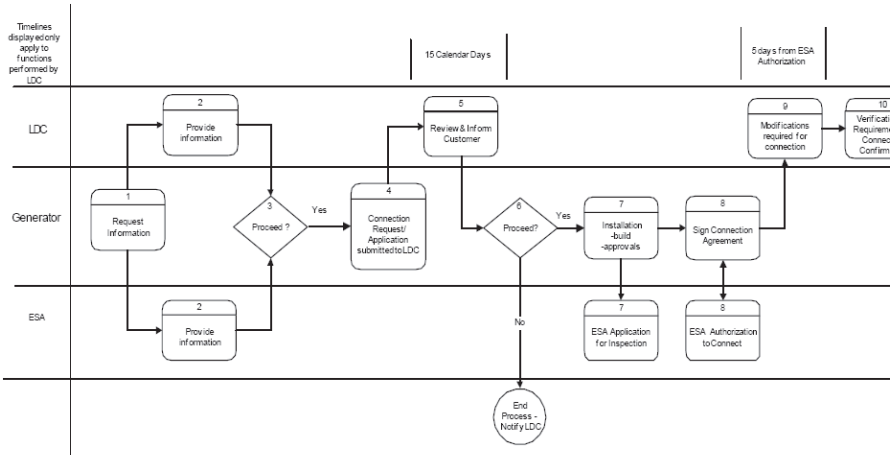 Timelines
displayed only
apply to
functions
performed by
LDC
15 Calendar Days
5 days from ESA
Authorization
LDC
2
Provide
information
5
Review & Inform
Customer
9
Modifications
required for
connection
10
Generator
1
Request
Information
3
Proceed ?
Yes
4
Connection
Request/
Application
submitted to LDC
6
Proceed?
Yes
7
Installation
-build
-approvals
8
Sign Connection
Agreement
ESA
2
Provide
information
No
7
ESA Application
for Inspection
8
ESA Authorization
to Connect
End
Process -
Notify LDC